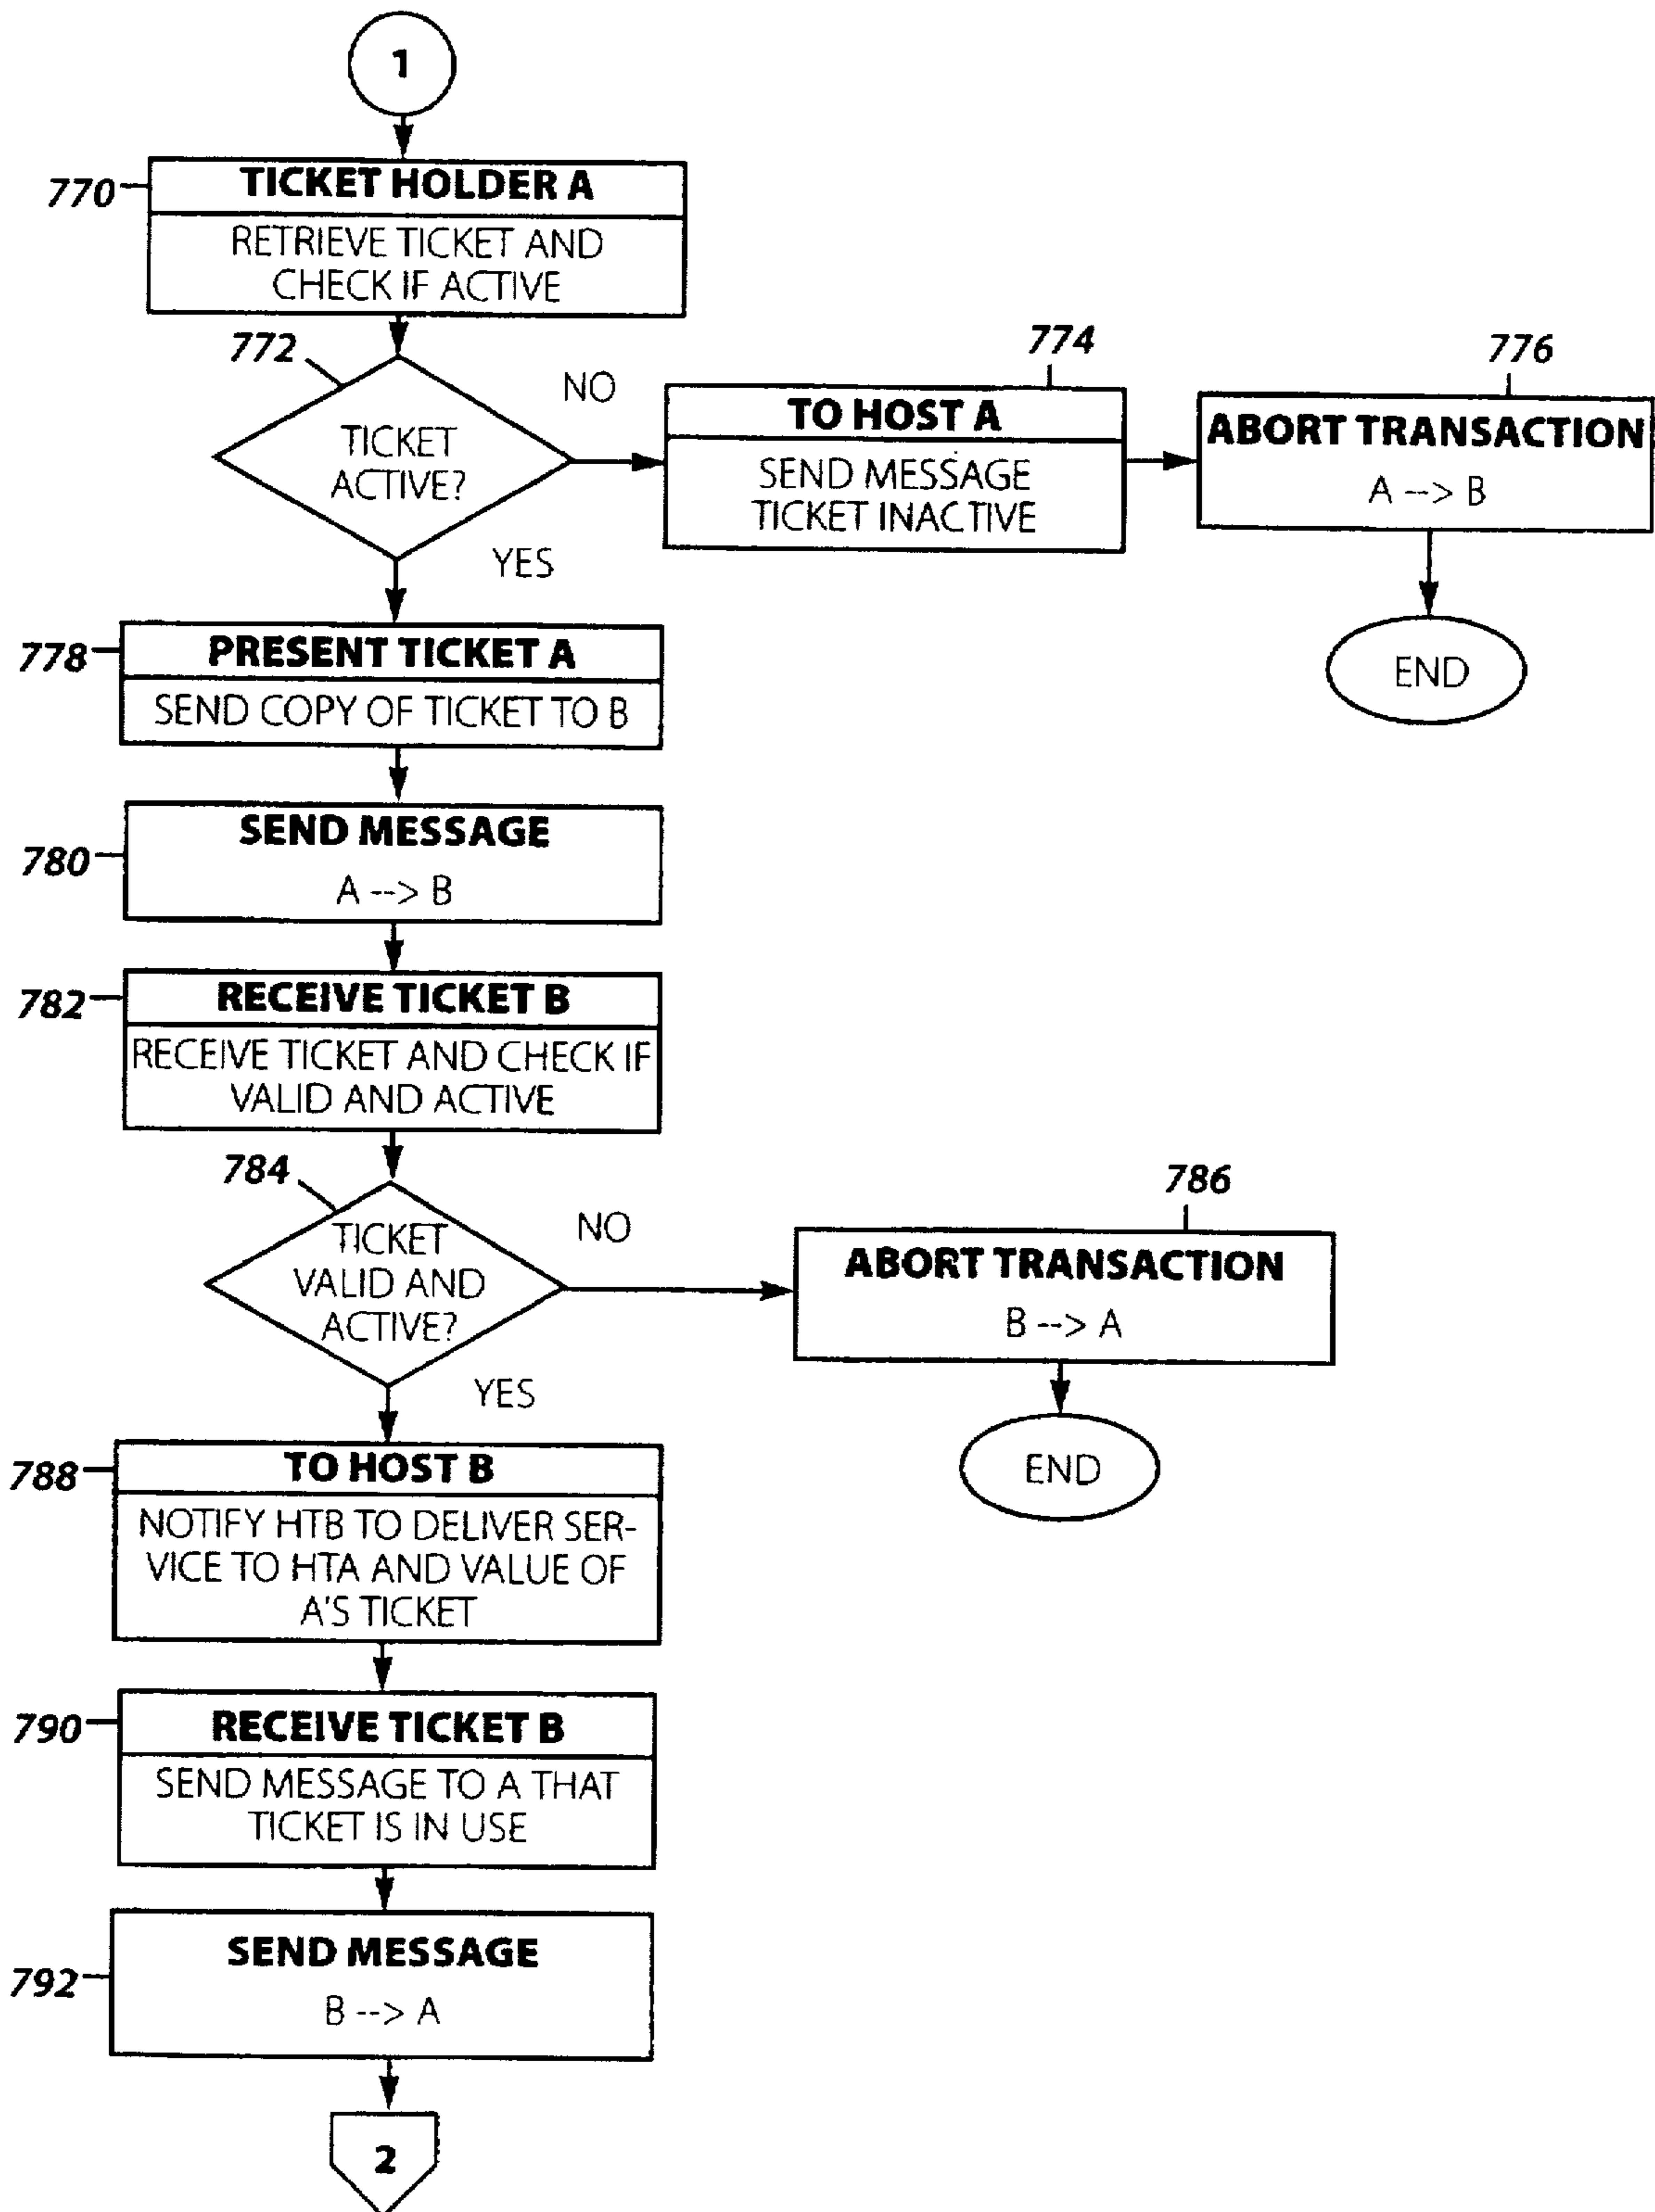 1
770
TICKET HOLDER A
RETRIEVE TICKET AND
CHECK IF ACTIVE
772
TICKET
ACTIVE?
NO
YES
774
TO HOST A
SEND MESSAGE
TICKET INACTIVE
776
ABORT TRANSACTION
A --> B
END
778
PRESENT TICKET A
SEND COPY OF TICKET TO B
780
SEND MESSAGE
A --> B
782
RECEIVE TICKET B
RECEIVE TICKET AND CHECK IF
VALID AND ACTIVE
784
TICKET
VALID AND
ACTIVE?
NO
YES
786
ABORT TRANSACTION
B --> A
END
788
TO HOST B
NOTIFY HTB TO DELIVER SER-
VICE TO HTA AND VALUE OF
A'S TICKET
790
RECEIVE TICKET B
SEND MESSAGE TO A THAT
TICKET IS IN USE
792
SEND MESSAGE
B --> A
2